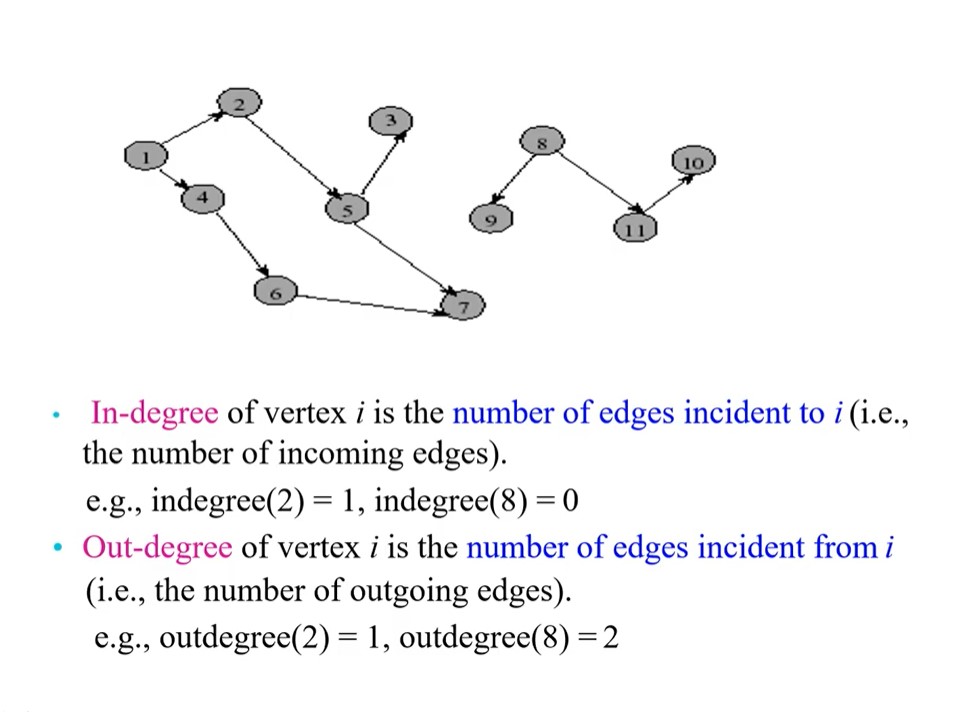 2
3
8
1
10
4
5
9
11
6
7
• In-degree of vertex i is the number of edges incident to i (i.e.,
the number of incoming edges).
e.g., indegree(2) = 1, indegree(8) = 0
• Out-degree of vertex i is the number of edges incident from i
(i.e., the number of outgoing edges).
e.g., outdegree(2) = 1, outdegree(8) = 2